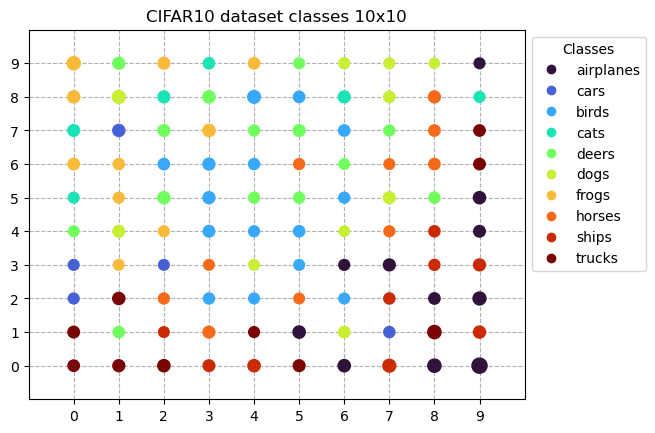 CIFAR10 dataset classes 10x10
9
8
7
6
5
4
3
2
1
0
0 1 2 3 4 5 6 7 8 9
Classes
airplanes
cars
birds
cats
deers
dogs
frogs
horses
ships
trucks